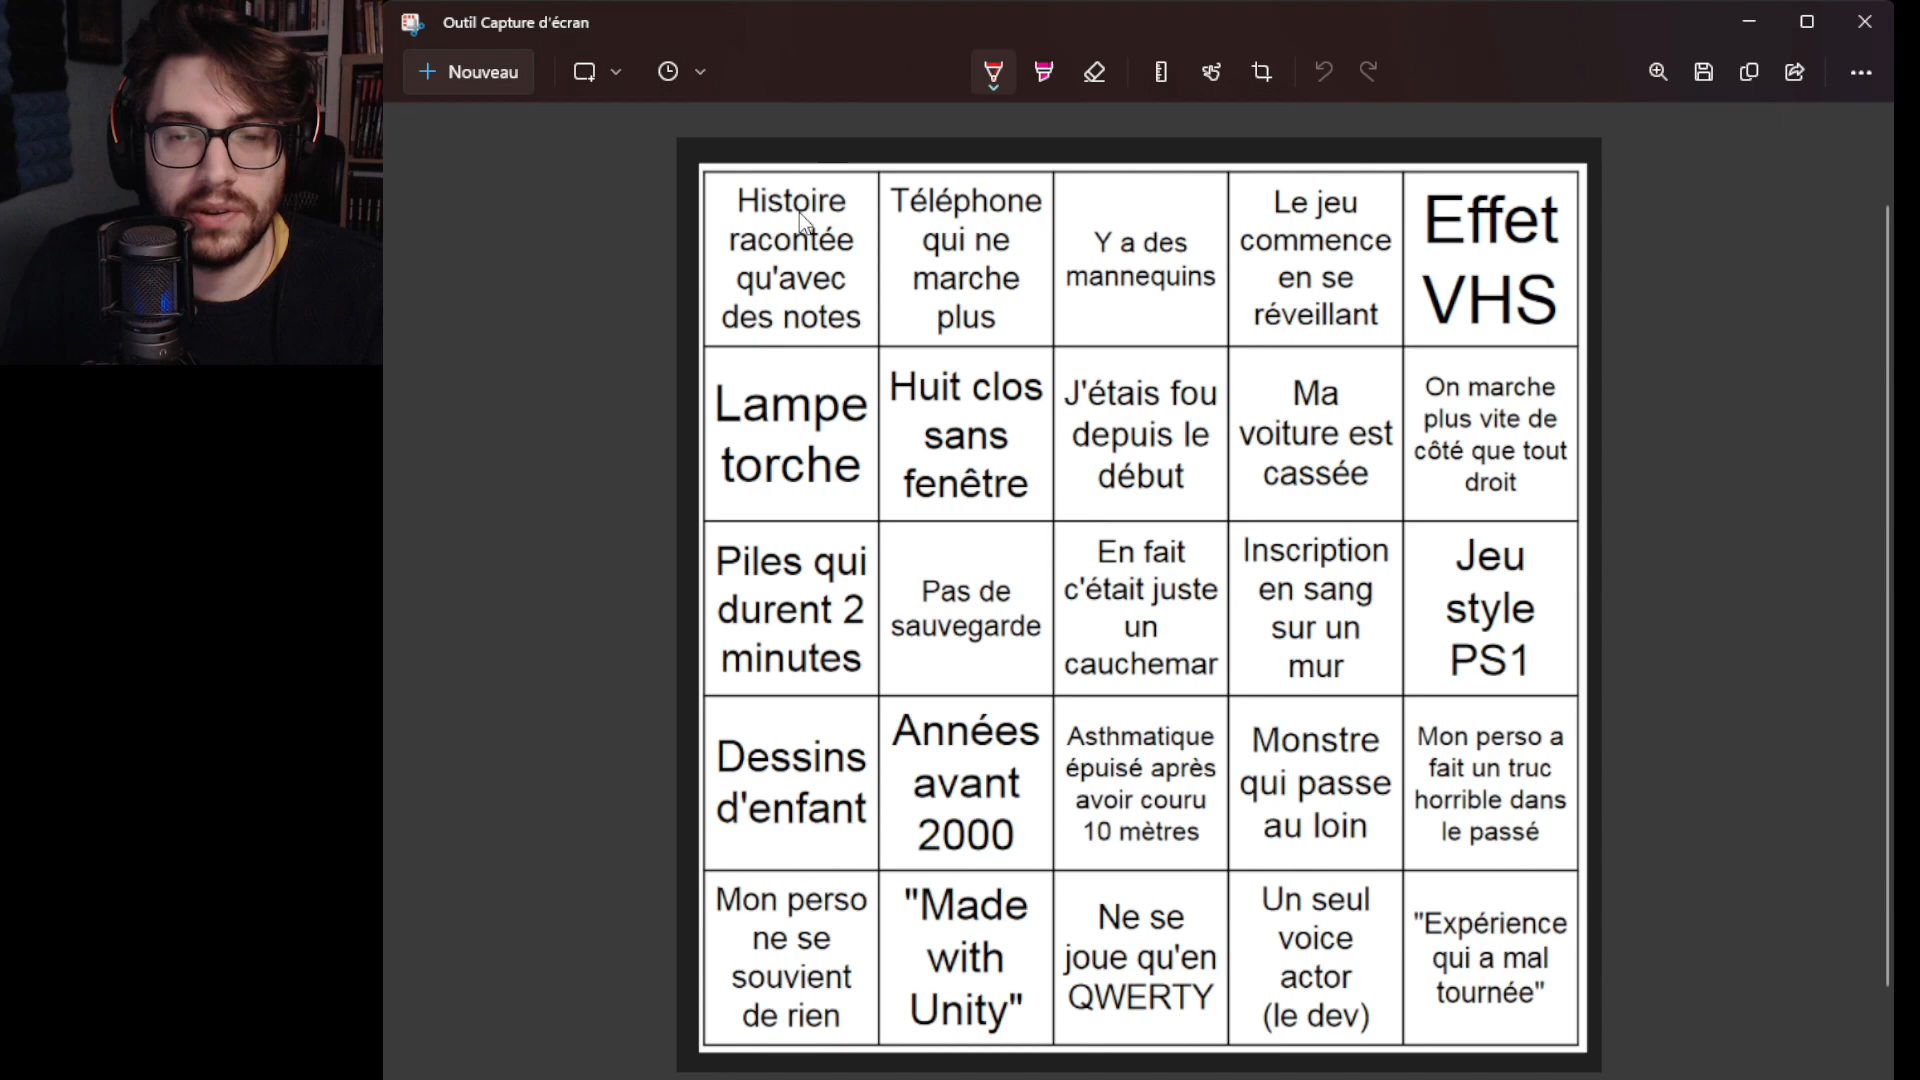 Outil Capture d'écran
Nouveau
Histoire
racontée
qu'avec
des notes
Téléphone
qui ne
marche
plus
Y a des
mannequins
Le jeu
commence
en se
réveillant
Effet
VHS
Lampe
torche
Huit clos
sans
fenêtre
J'étais fou
depuis le
début
Ma
voiture est
cassée
On marche
plus vite de
côté que tout
droit
Piles qui
durent 2
minutes
Pas de
sauvegarde
En fait
c'était juste
un
cauchemar
Inscription
en sang
sur un
mur
Jeu
style
PS1
Dessins
d'enfant
Années
avant
2000
Asthmatique
épuisé après
avoir couru
10 mètres
Monstre
qui passe
au loin
Mon perso a
fait un truc
horrible dans
le passé
Mon perso
ne se
souvient
de rien
"Made
with
Unity"
Ne se
joue qu'en
QWERTY
Un seul
voice
actor
(le dev)
"Expérience
qui a mal
tournée"